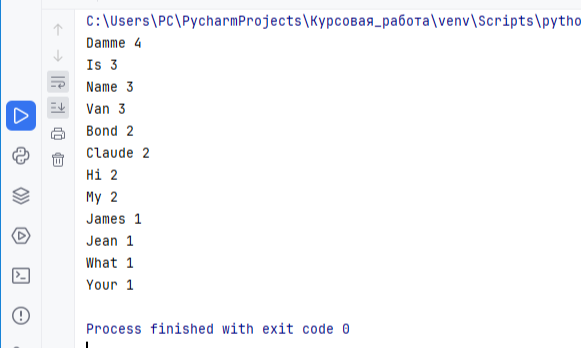 C:\Users\PC\PycharmProjects\Курсовая_работа\venv\Scripts\pytho
Damme 4
Is 3
Name 3
Van 3
Bond 2
Claude 2
Hi 2
My 2
James 1
Jean 1
What 1
Your 1
Process finished with exit code 0